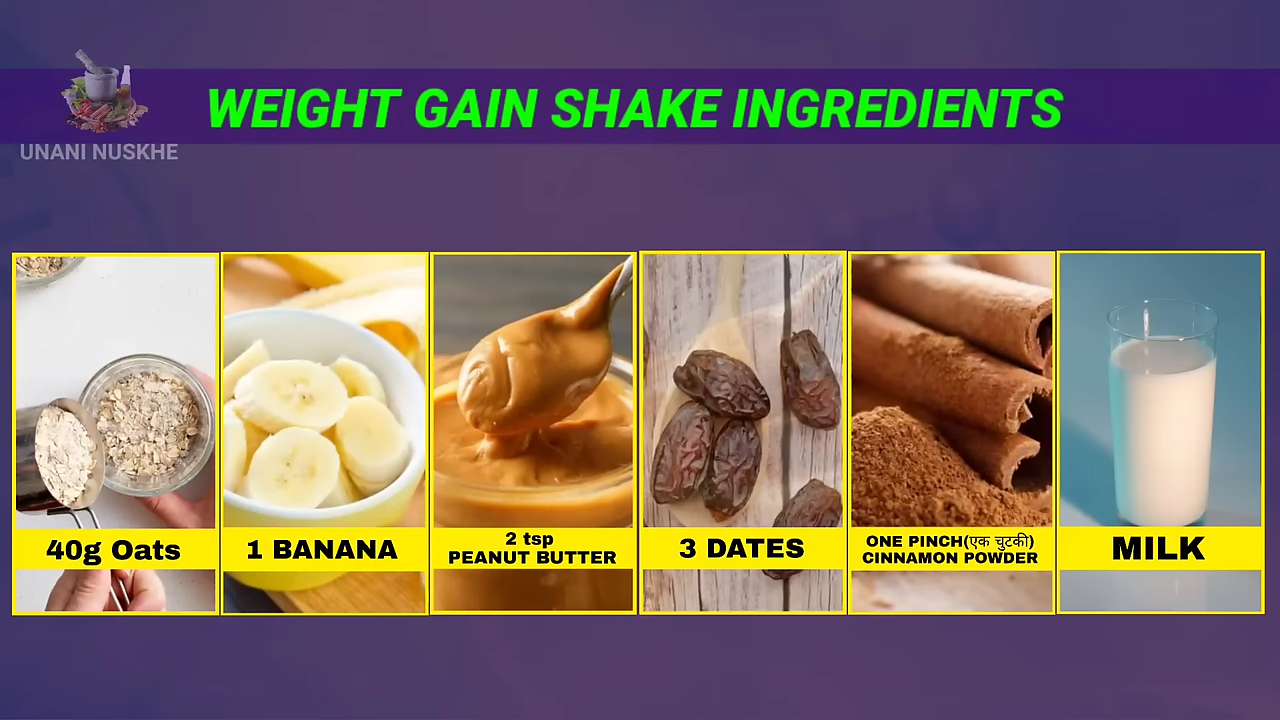 WEIGHT GAIN SHAKE INGREDIENTS
UNANI NUSKHE
40g Oats
1 BANANA
2 tsp
PEANUT BUTTER
3 DATES
ONE PINCH(एक चुटकी)
CINNAMON POWDER
MILK